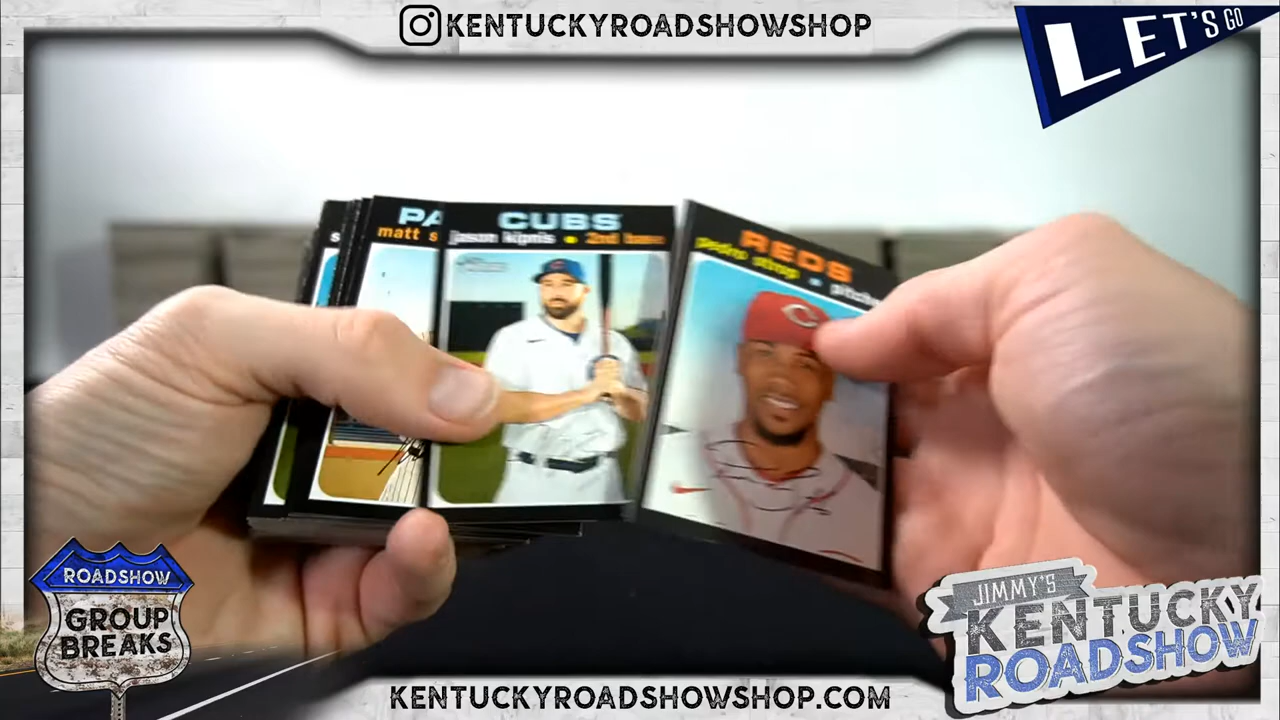 KENTUCKYROADSHOWSHOP
LET'S GO
PA
matt s
CUBS
jason kipnis • 2nd base
REDS
pedro strop • pitche
ROADSHOW
GROUP
BREAKS
JIMMY'S
KENTUCKY
ROADSHOW
KENTUCKYROADSHOWSHOP.COM